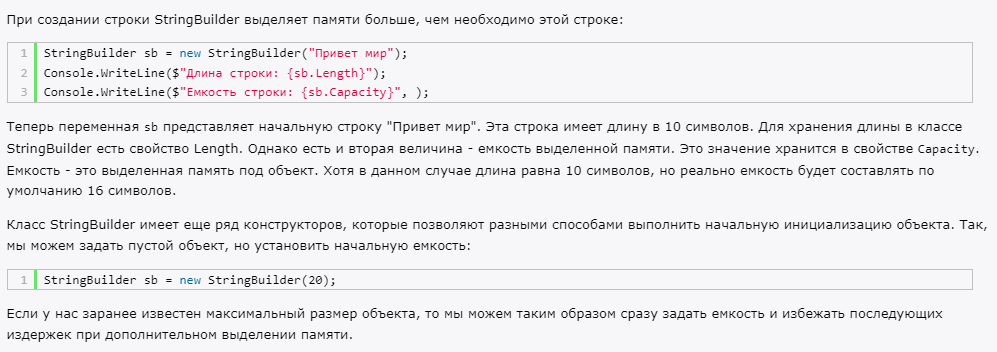 При создании строки StringBuilder выделяет памяти больше, чем необходимо этой строке:
1 StringBuilder sb = new StringBuilder("Привет мир");
2 Console.WriteLine($"Длина строки: {sb.Length}");
3 Console.WriteLine($"Емкость строки: {sb.Capacity}", );
Теперь переменная sb представляет начальную строку "Привет мир". Эта строка имеет длину в 10 символов. Для хранения длины в классе
StringBuilder есть свойство Length. Однако есть и вторая величина - емкость выделенной памяти. Это значение хранится в свойстве Capacity.
Емкость - это выделенная память под объект. Хотя в данном случае длина равна 10 символов, но реально емкость будет составлять по
умолчанию 16 символов.
Класс StringBuilder имеет еще ряд конструкторов, которые позволяют разными способами выполнить начальную инициализацию объекта. Так,
мы можем задать пустой объект, но установить начальную емкость:
1 StringBuilder sb = new StringBuilder(20);
Если у нас заранее известен максимальный размер объекта, то мы можем таким образом сразу задать емкость и избежать последующих
издержек при дополнительном выделении памяти.